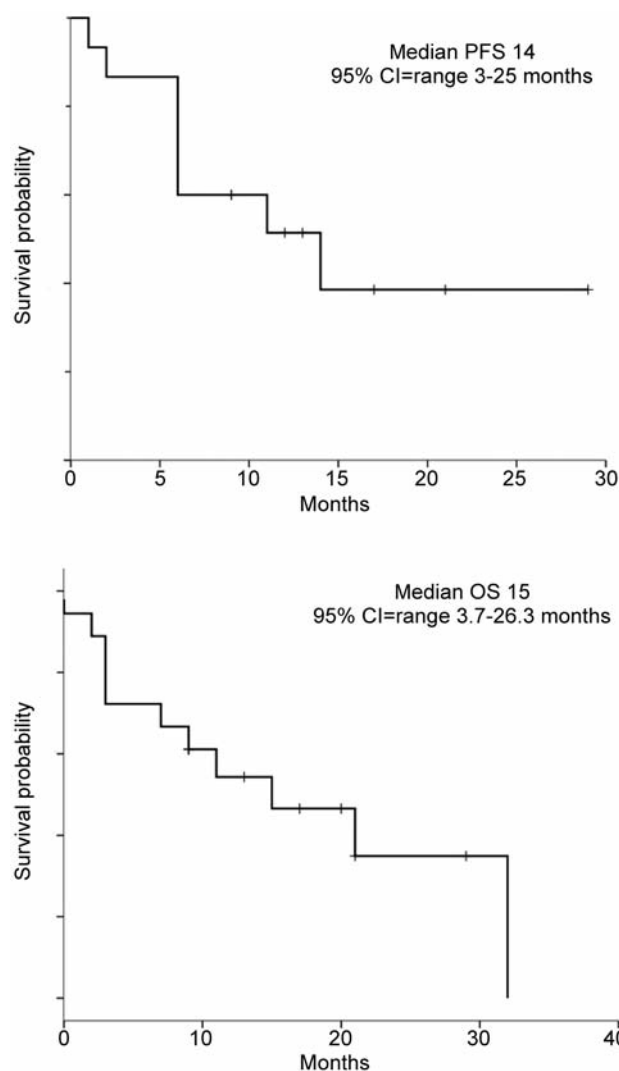 Median PFS 14
95% CI=range 3-25 months
Survival probability
0 5 10 15 20 25 30
Months
Median OS 15
95% CI=range 3.7-26.3 months
Survival probability
0 10 20 30 40
Months